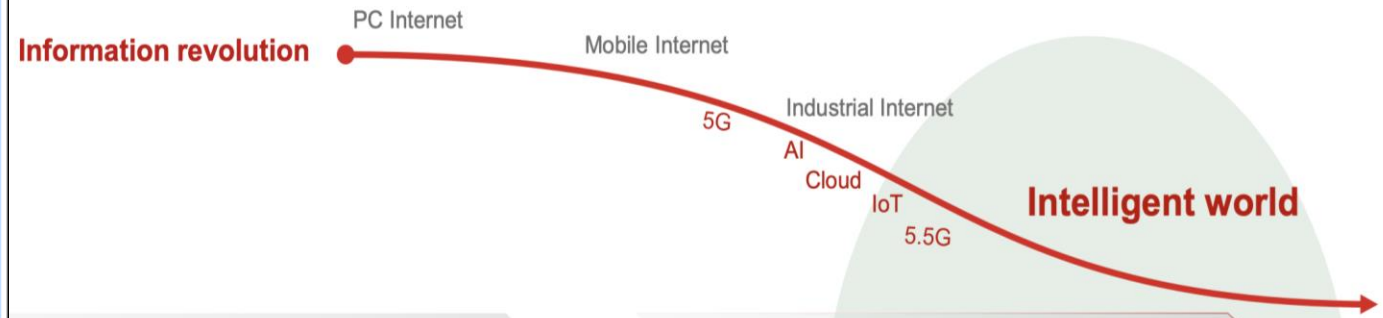 PC Internet
Information revolution
Mobile Internet
Industrial Internet
5G
AI
Cloud
IoT
5.5G
Intelligent world